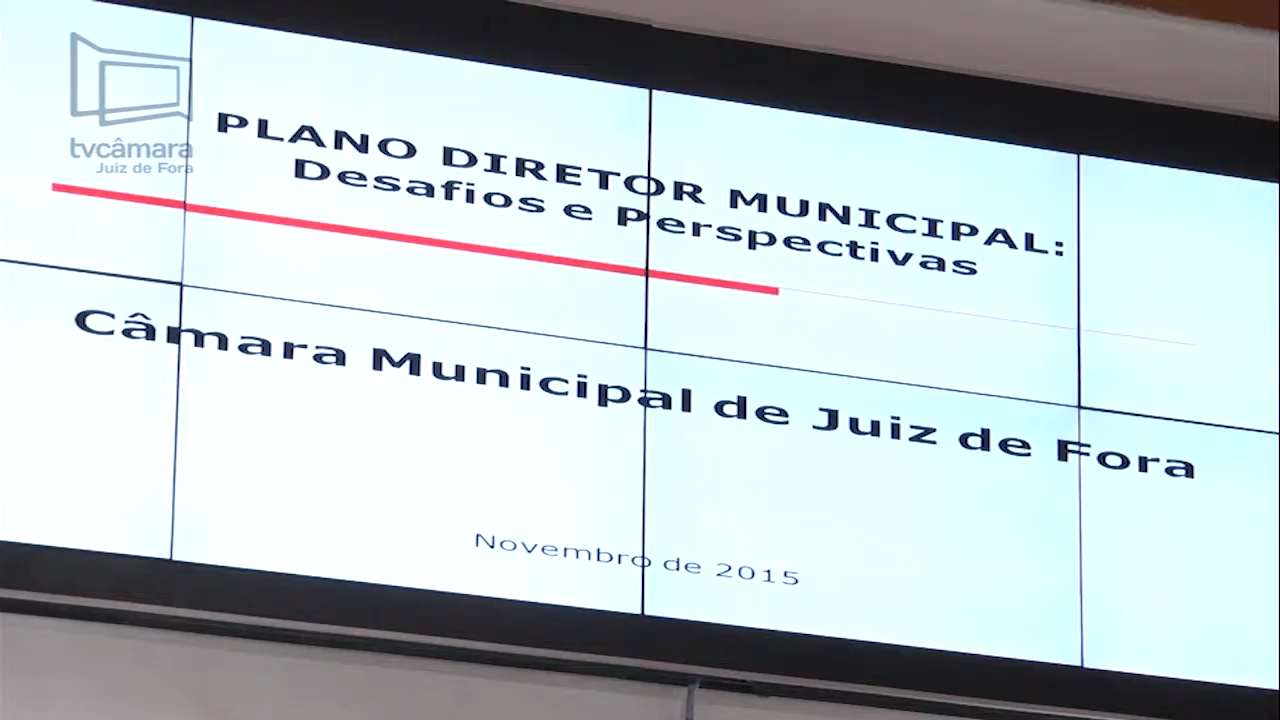 tvcâmara
Juiz de Fora
PLANO DIRETOR MUNICIPAL:
Desafios e Perspectivas
Câmara Municipal de Juiz de Fora
Novembro de 2015